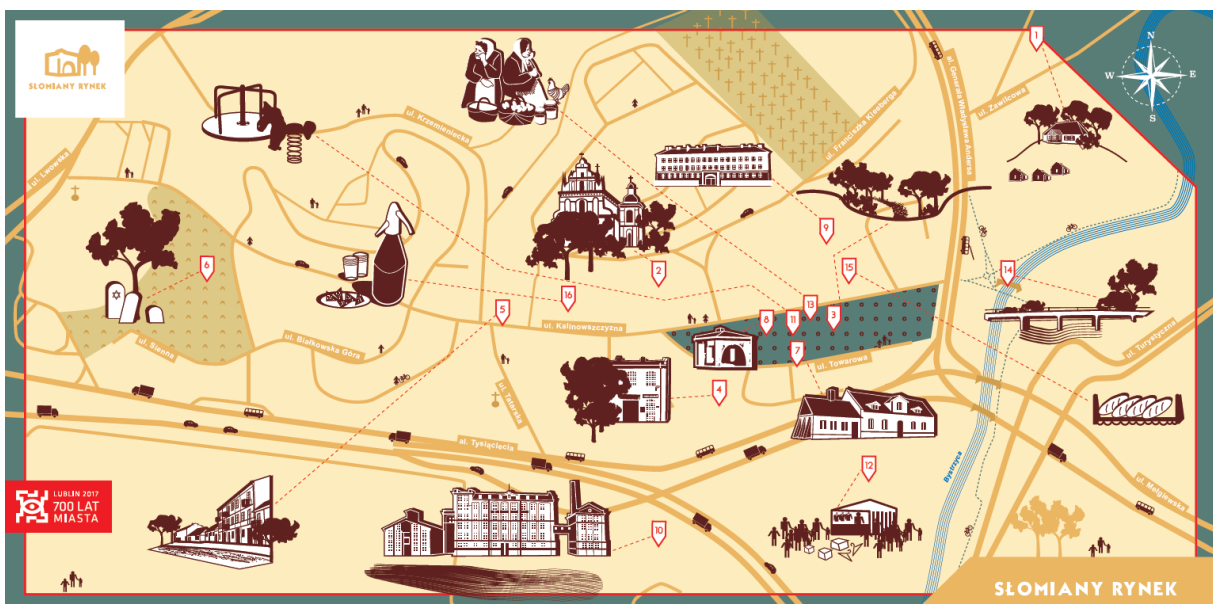 SŁOMIANY RYNEK
1
N
W
E
S
ul. Lwowska
ul. Krzemieniecka
ul. Franciszka Kleeberga
al. Generała Władysława Andersa
ul. Zawilcowa
9
6
2
15
14
16
5
13
8
11
3
ul. Kalinowszczyzna
ul. Sienna
ul. Białkowska Góra
7
ul. Towarowa
ul. Turystyczna
4
ul. Tatarska
al. Tysiąclecia
12
Bystrzyca
ul. Mełgiewska
LUBLIN 2017
700 LAT
MIASTA
10
SŁOMIANY RYNEK